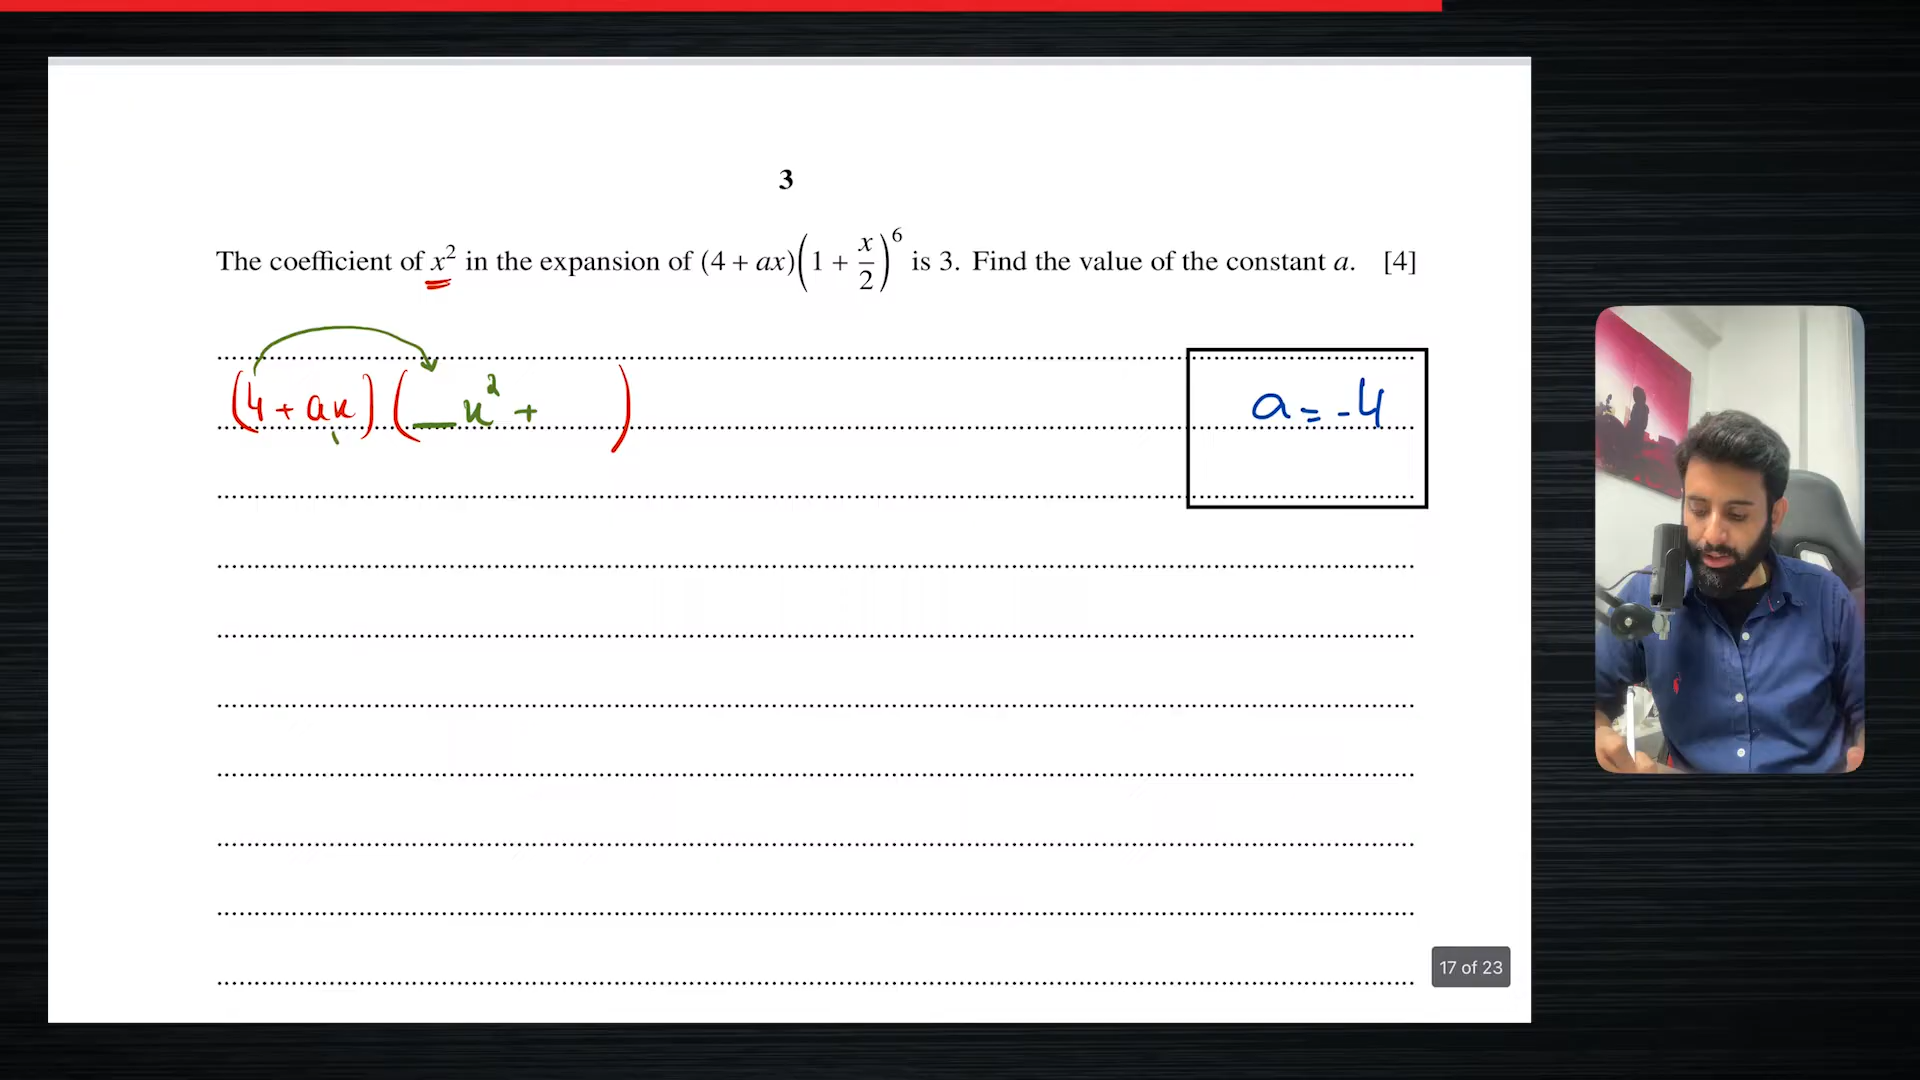 3
The coefficient of x² in the expansion of (4 + ax)(1 + x/2)⁶ is 3. Find the value of the constant a. [4]
(4 + ax) ( __x² + )
a = -4
17 of 23